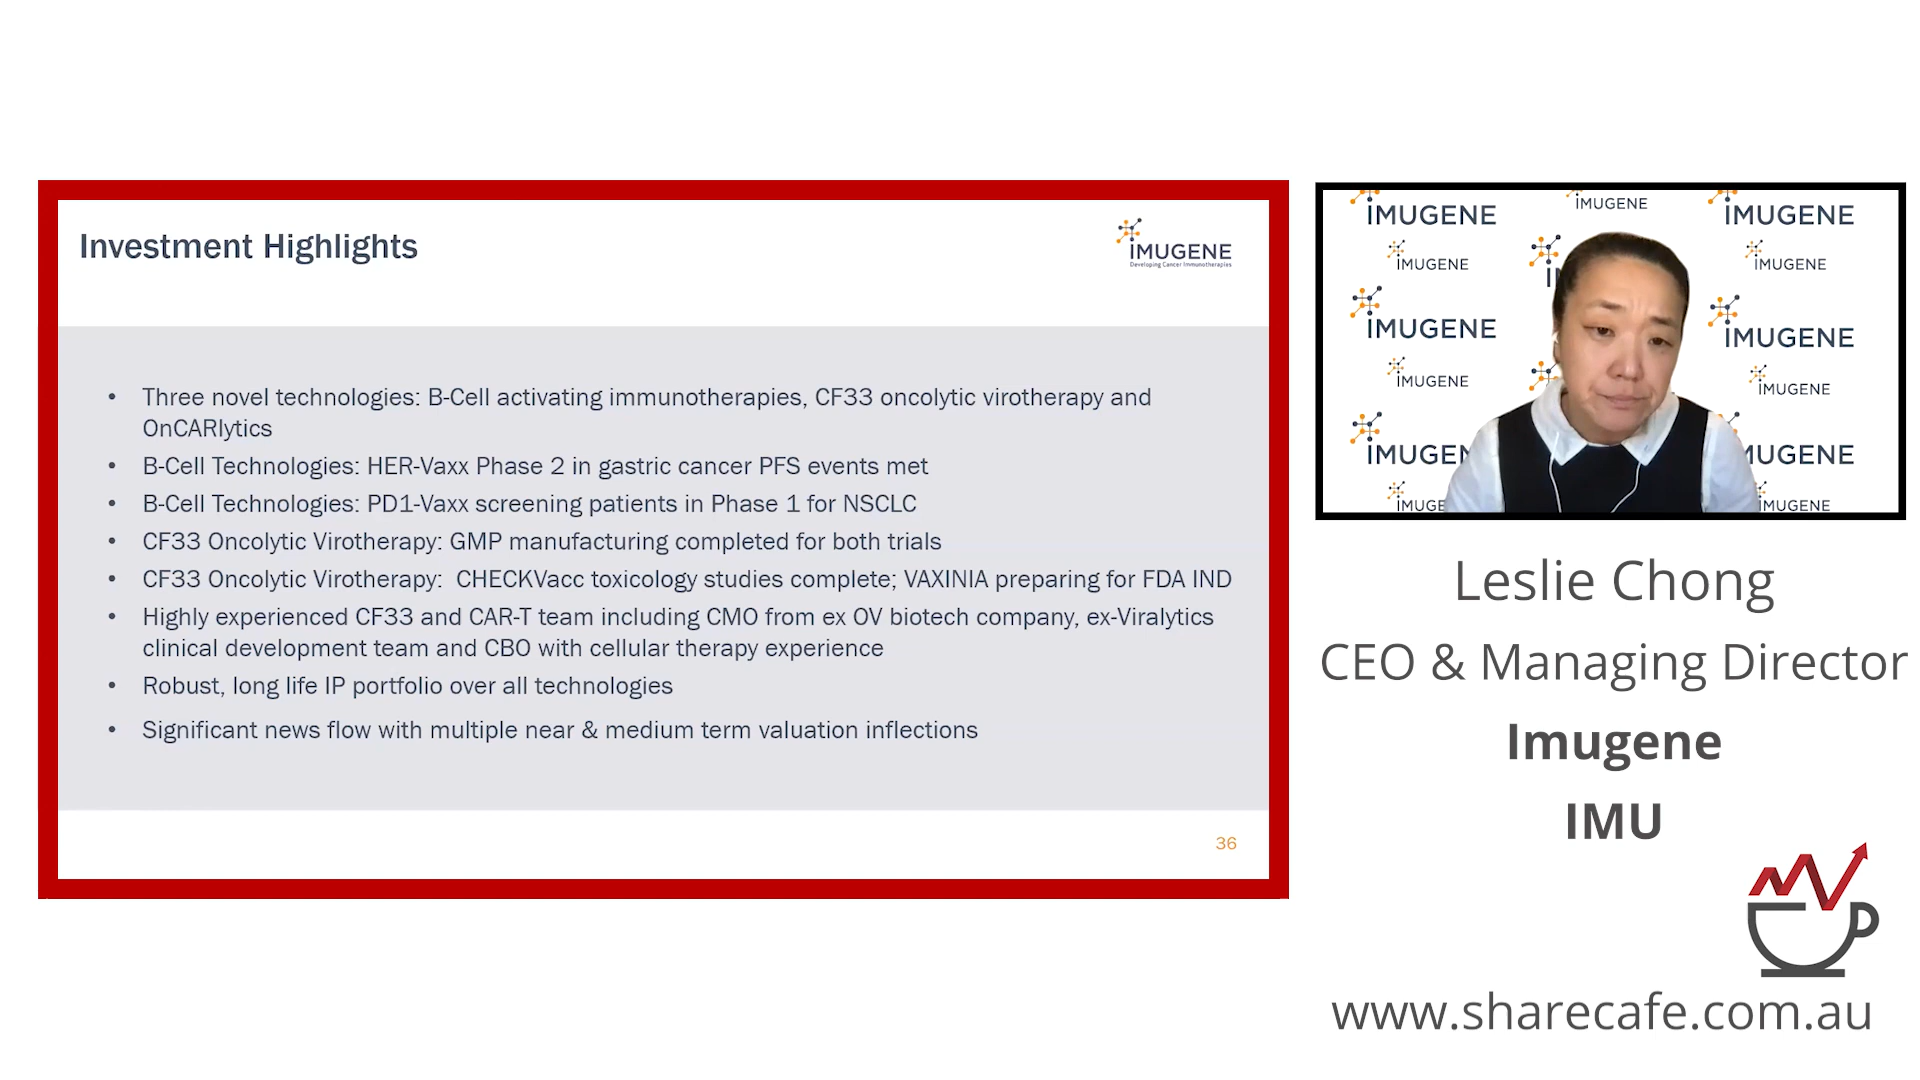 Investment Highlights
IMUGENE
Developing Cancer Immunotherapies
• Three novel technologies: B-Cell activating immunotherapies, CF33 oncolytic virotherapy and
OnCARlytics
• B-Cell Technologies: HER-Vaxx Phase 2 in gastric cancer PFS events met
• B-Cell Technologies: PD1-Vaxx screening patients in Phase 1 for NSCLC
• CF33 Oncolytic Virotherapy: GMP manufacturing completed for both trials
• CF33 Oncolytic Virotherapy:  CHECKVacc toxicology studies complete; VAXINIA preparing for FDA IND
• Highly experienced CF33 and CAR-T team including CMO from ex OV biotech company, ex-Viralytics
clinical development team and CBO with cellular therapy experience
• Robust, long life IP portfolio over all technologies
• Significant news flow with multiple near & medium term valuation inflections
36
IMUGENE IMUGENE IMUGENE
IMUGENE IMUGENE
IMUGENE IMUGENE
IMUGENE IMUGENE
IMUGEN MUGENE
IMUGE IMUGENE
Leslie Chong
CEO & Managing Director
Imugene
IMU
www.sharecafe.com.au